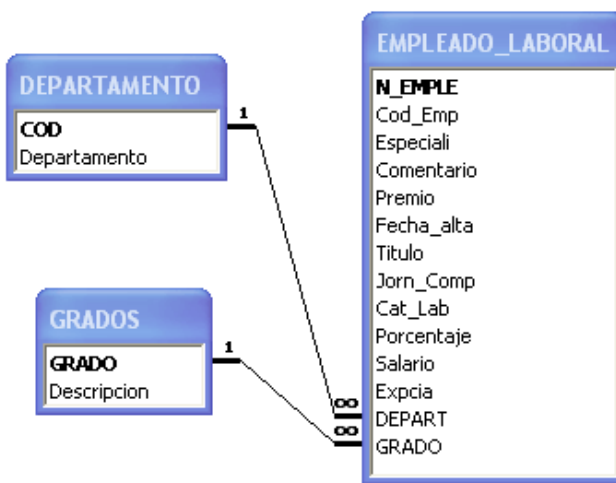 DEPARTAMENTO
COD
Departamento
1
GRADOS
GRADO
Descripcion
1
EMPLEADO_LABORAL
N_EMPLE
Cod_Emp
Especiali
Comentario
Premio
Fecha_alta
Titulo
Jorn_Comp
Cat_Lab
Porcentaje
Salario
Expcia
∞ DEPART
∞ GRADO